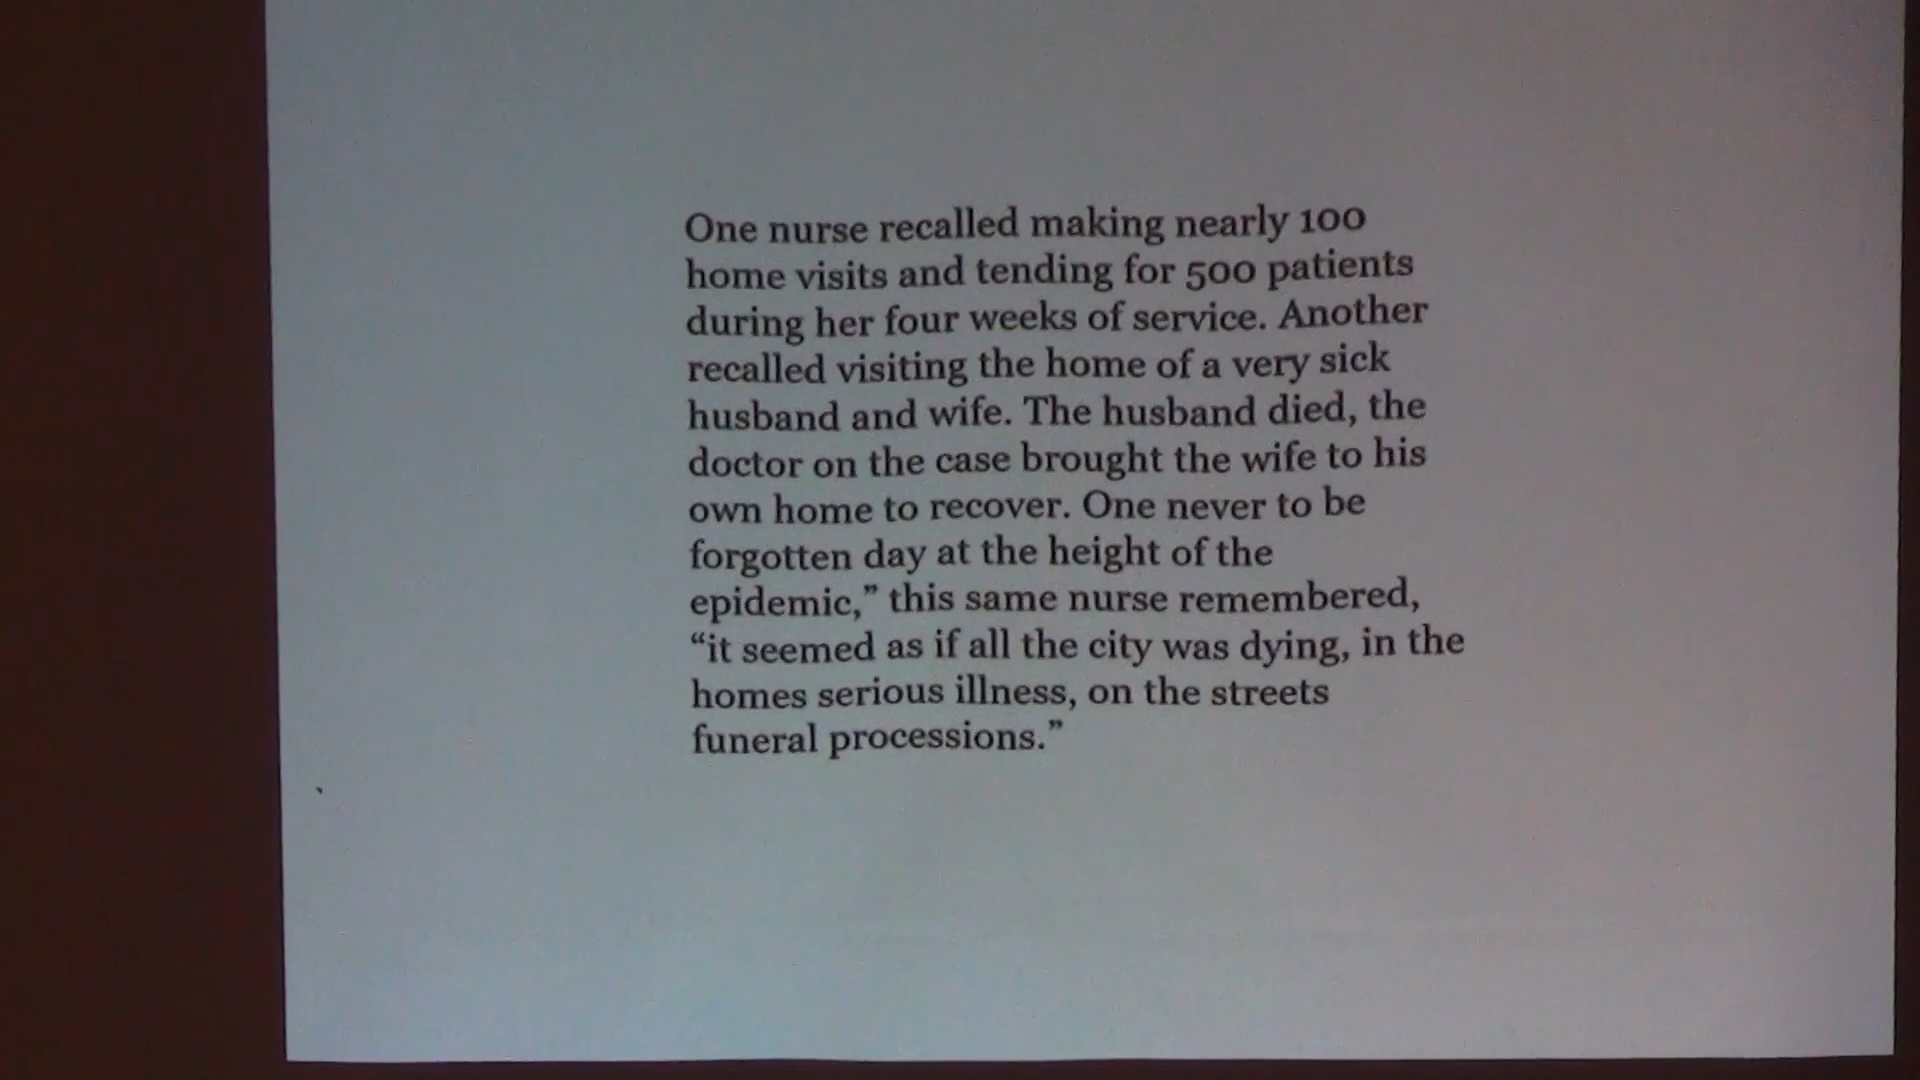 One nurse recalled making nearly 100
home visits and tending for 500 patients
during her four weeks of service. Another
recalled visiting the home of a very sick
husband and wife. The husband died, the
doctor on the case brought the wife to his
own home to recover. One never to be
forgotten day at the height of the
epidemic,” this same nurse remembered,
“it seemed as if all the city was dying, in the
homes serious illness, on the streets
funeral processions.”